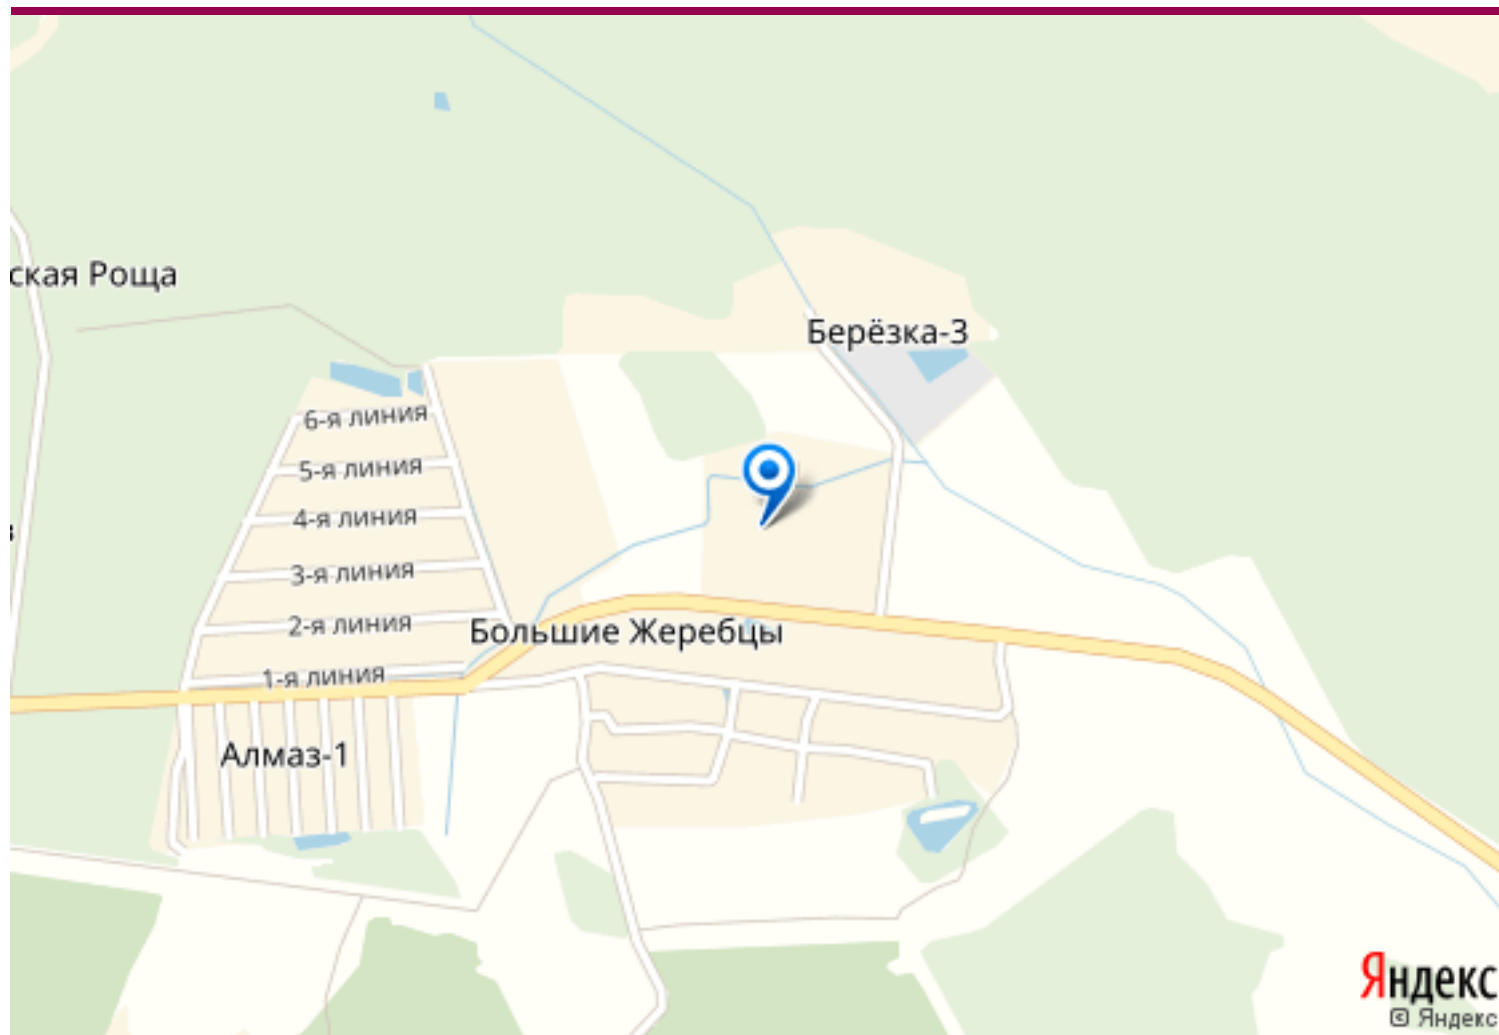 ская Роща
Берёзка-3
6-я линия
5-я линия
4-я линия
3-я линия
2-я линия
Большие Жеребцы
1-я линия
Алмаз-1
Яндекс
© Яндекс